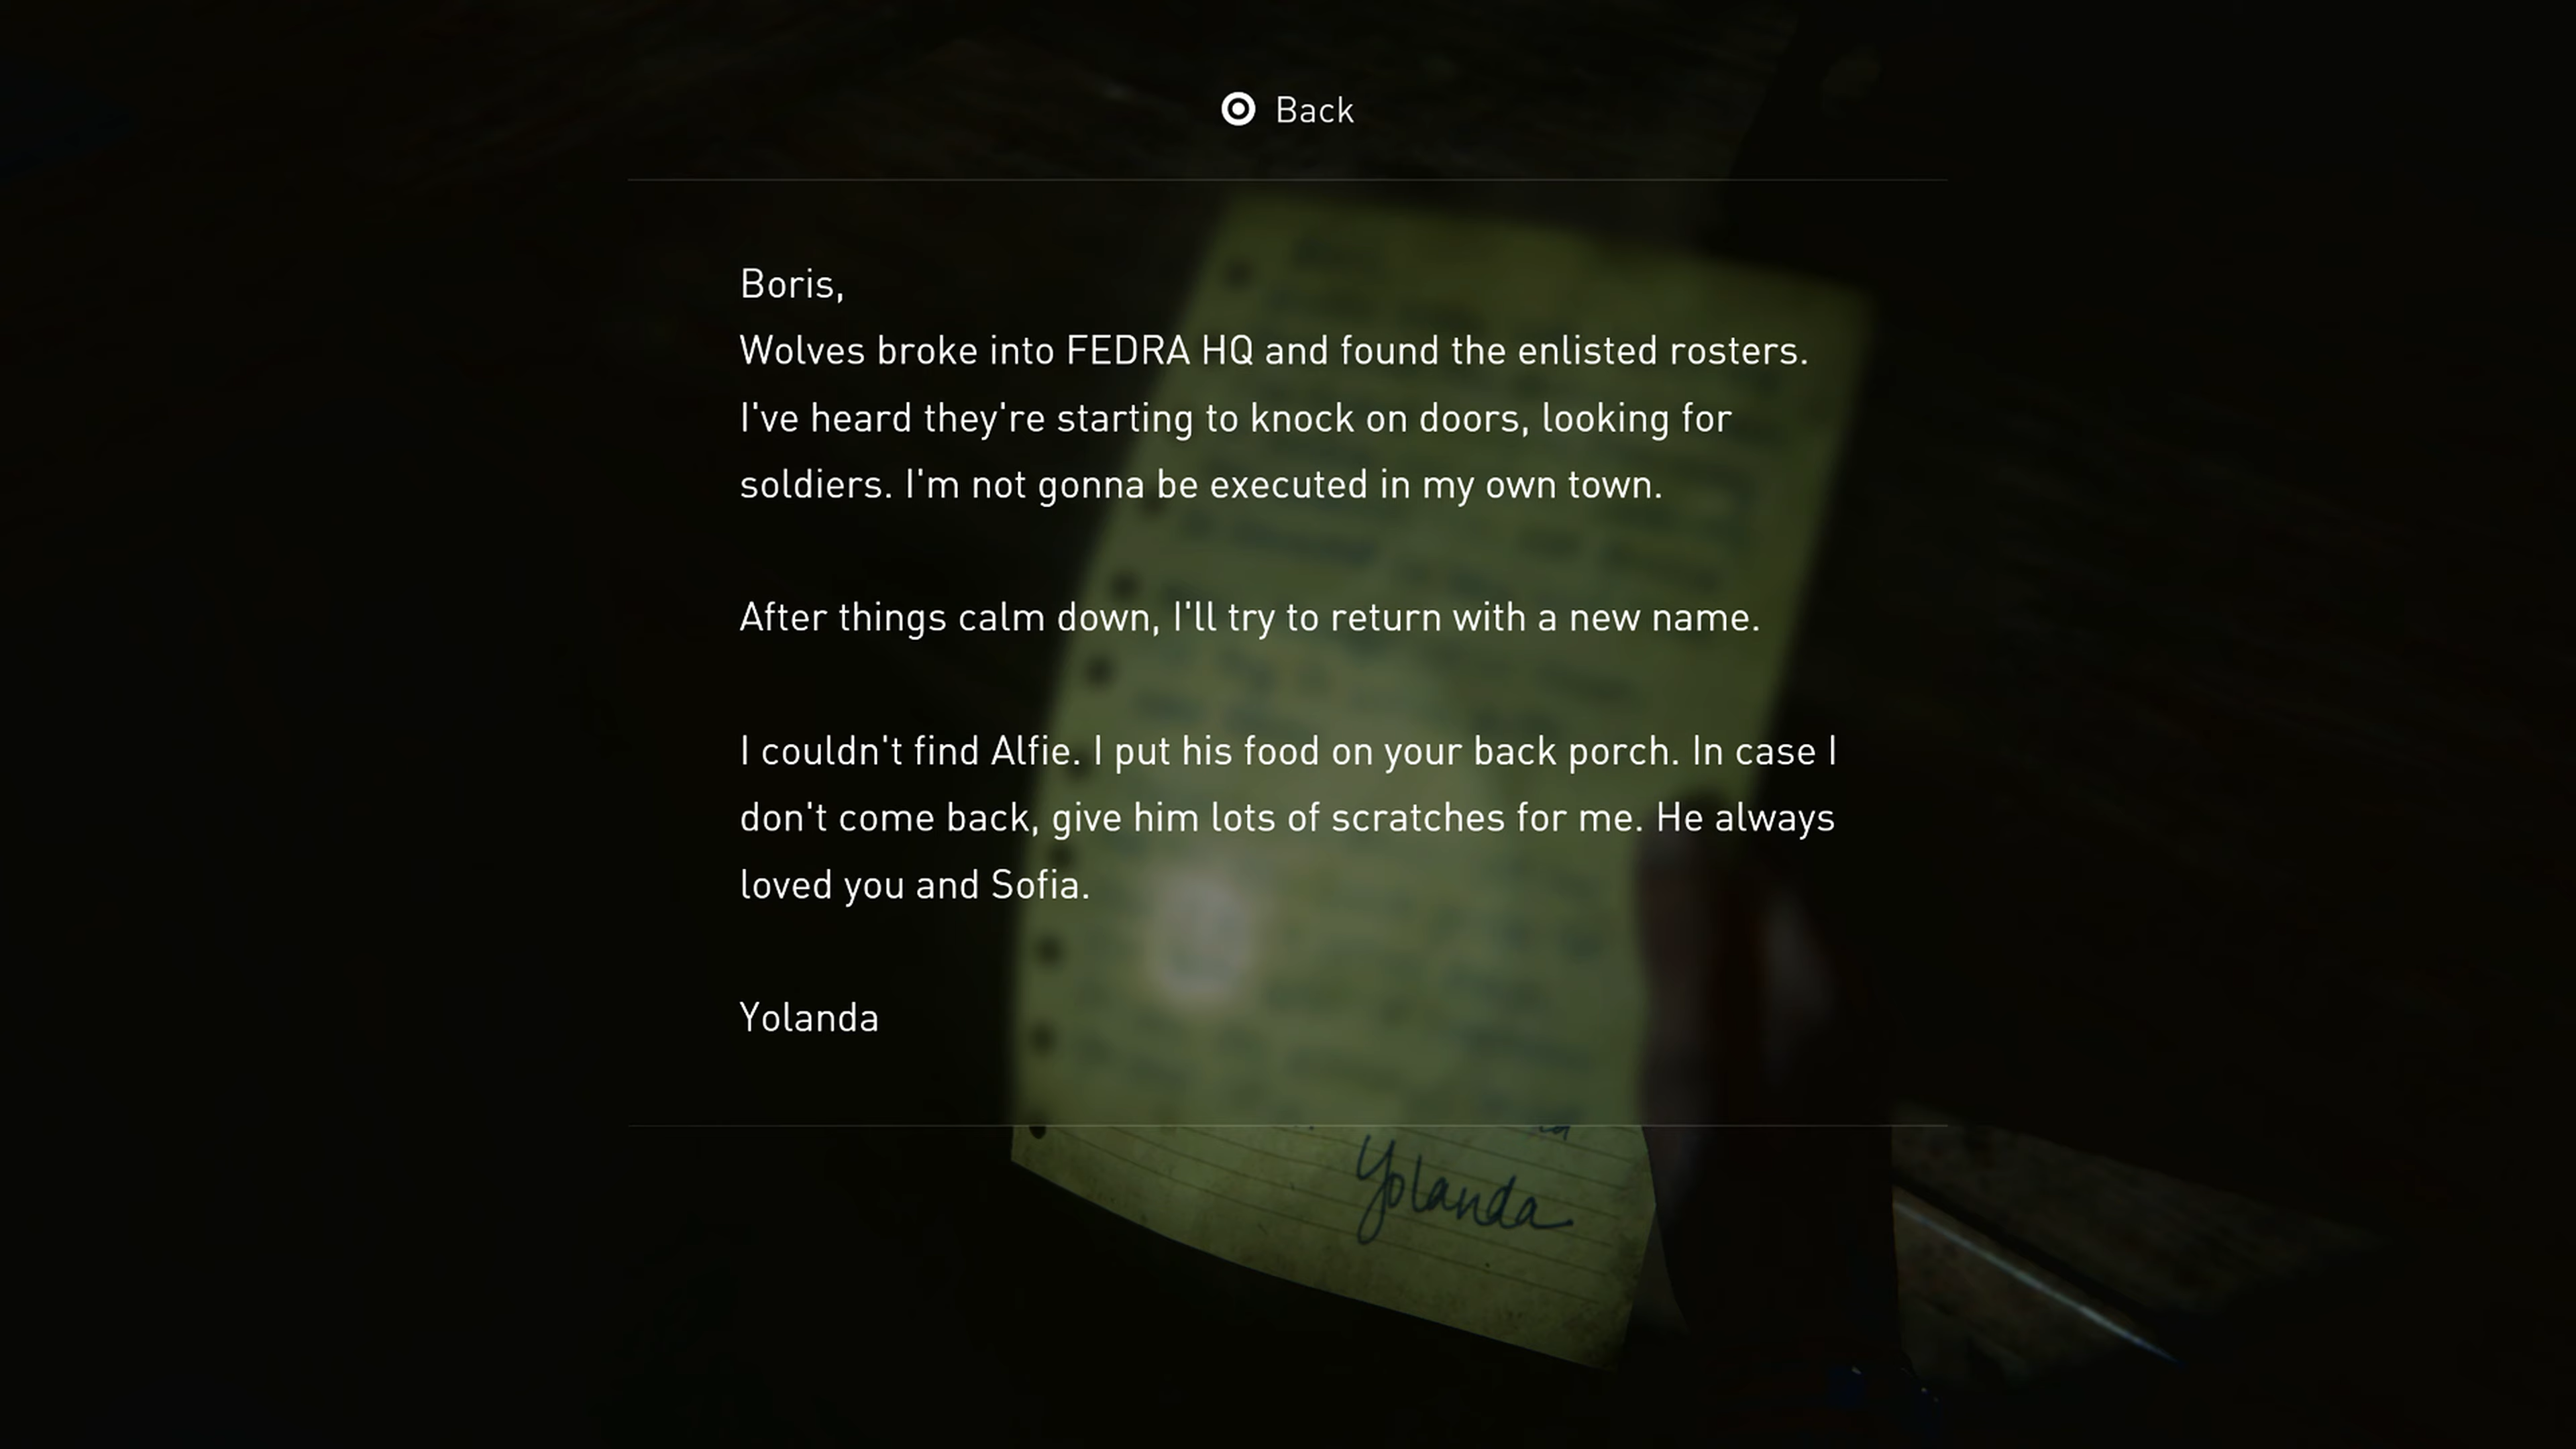 Back
Boris,
Wolves broke into FEDRA HQ and found the enlisted rosters.
I've heard they're starting to knock on doors, looking for
soldiers. I'm not gonna be executed in my own town.
After things calm down, I'll try to return with a new name.
I couldn't find Alfie. I put his food on your back porch. In case I
don't come back, give him lots of scratches for me. He always
loved you and Sofia.
Yolanda
Yolanda